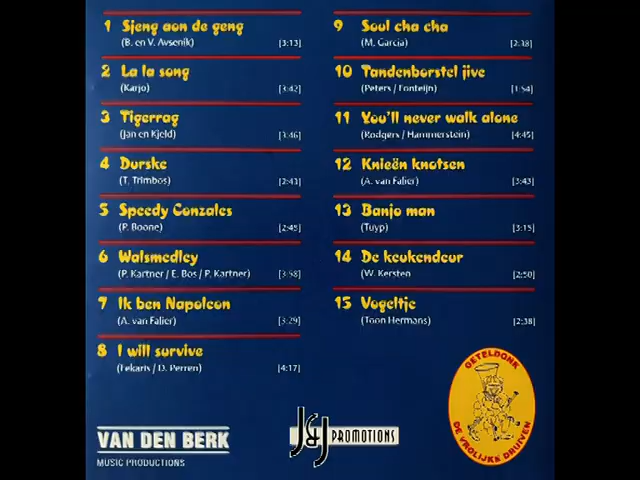 1 Sjeng aon de geng
(B. en V. Avsenik) [3:13]
2 La la song
(Karjo) [3:42]
3 Tigerrag
(Jan en Kjeld) [3:46]
4 Durske
(T. Trimbos) [2:43]
5 Speedy Gonzales
(P. Boone) [2:45]
6 Walsmedley
(P. Kartner / E. Bos / P. Kartner) [3:58]
7 Ik ben Napoleon
(A. van Falier) [3:29]
8 I will survive
(Fekaris / D. Perren) [4:17]
9 Soul cha cha
(M. Garcia) [2:38]
10 Tandenborstel jive
(Peters / Fonteijn) [1:54]
11 You'll never walk alone
(Rodgers / Hammerstein) [4:45]
12 Knieën knotsen
(A. van Falier) [3:43]
13 Banjo man
(Tuyp) [3:15]
14 De keukendeur
(W. Kersten [2:50]
15 Vogeltje
(Toon Hermans) [2:38]
VAN DEN BERK
MUSIC PRODUCTIONS
J&J PROMOTIONS
OETELDONK
DE VROLIJKE DRUIVEN